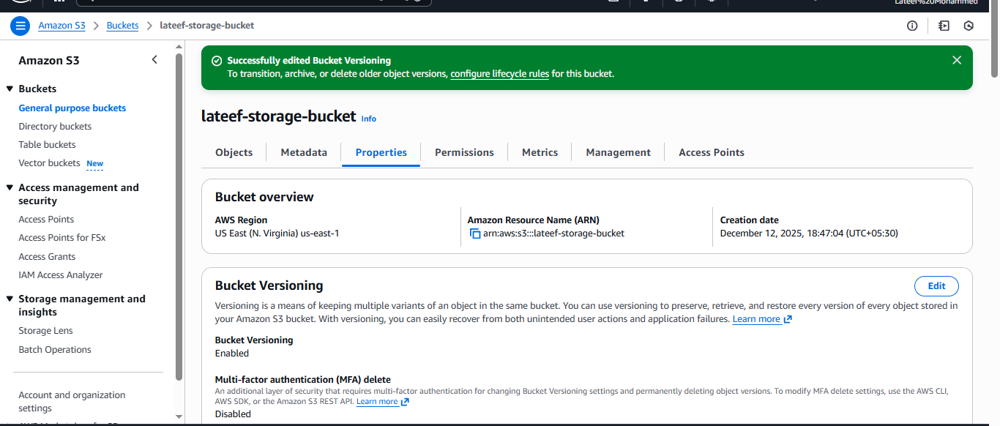 Lateef%20Mohammed
Amazon S3 > Buckets > lateef-storage-bucket
Amazon S3
Buckets
General purpose buckets
Directory buckets
Table buckets
Vector buckets New
Access management and
security
Access Points
Access Points for FSx
Access Grants
IAM Access Analyzer
Storage management and
insights
Storage Lens
Batch Operations
Account and organization
settings
Successfully edited Bucket Versioning
To transition, archive, or delete older object versions, configure lifecycle rules for this bucket.
lateef-storage-bucket Info
Objects Metadata Properties Permissions Metrics Management Access Points
Bucket overview
AWS Region
US East (N. Virginia) us-east-1
Amazon Resource Name (ARN)
arn:aws:s3:::lateef-storage-bucket
Creation date
December 12, 2025, 18:47:04 (UTC+05:30)
Bucket Versioning
Edit
Versioning is a means of keeping multiple variants of an object in the same bucket. You can use versioning to preserve, retrieve, and restore every version of every object stored in
your Amazon S3 bucket. With versioning, you can easily recover from both unintended user actions and application failures. Learn more
Bucket Versioning
Enabled
Multi-factor authentication (MFA) delete
An additional layer of security that requires multi-factor authentication for changing Bucket Versioning settings and permanently deleting object versions. To modify MFA delete settings, use the AWS CLI,
AWS SDK, or the Amazon S3 REST API. Learn more
Disabled